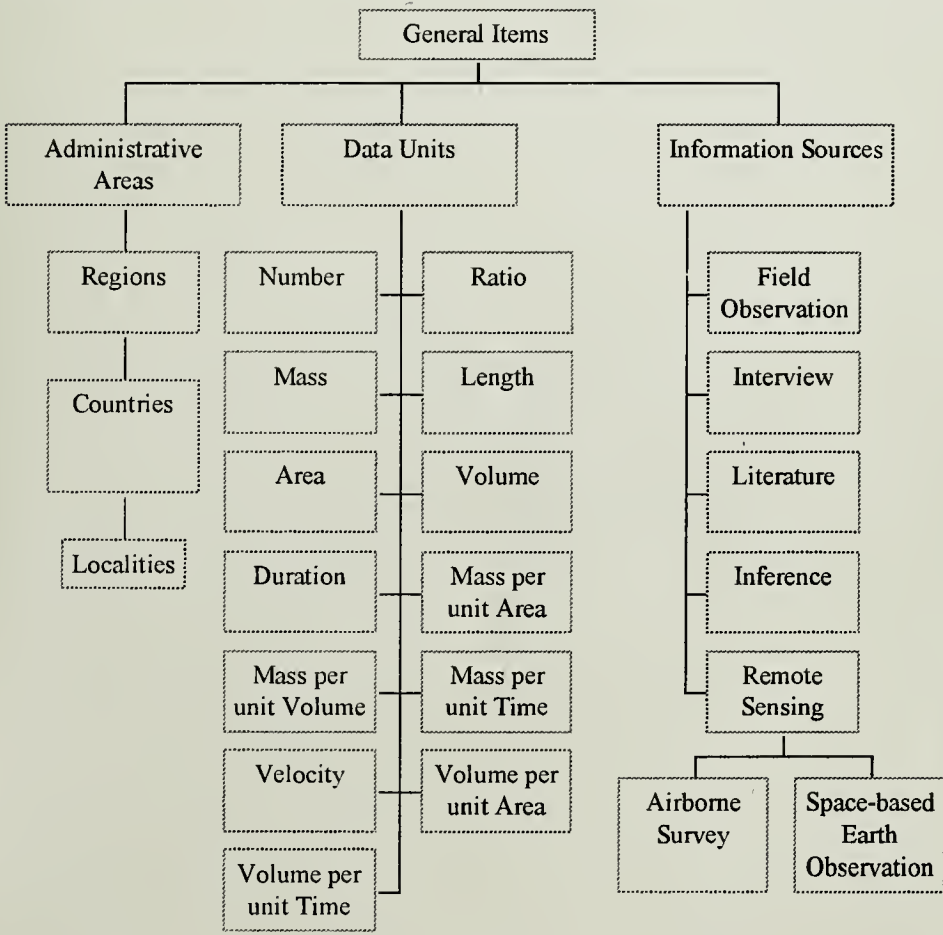 General Items
Administrative
Areas
Data Units
Information Sources
Regions
Countries
Localities
Number
Ratio
Mass
Length
Area
Volume
Duration
Mass per
unit Area
Mass per
unit Volume
Mass per
unit Time
Velocity
Volume per
unit Area
Volume per
unit Time
Field
Observation
Interview
Literature
Inference
Remote
Sensing
Airborne
Survey
Space-based
Earth
Observation